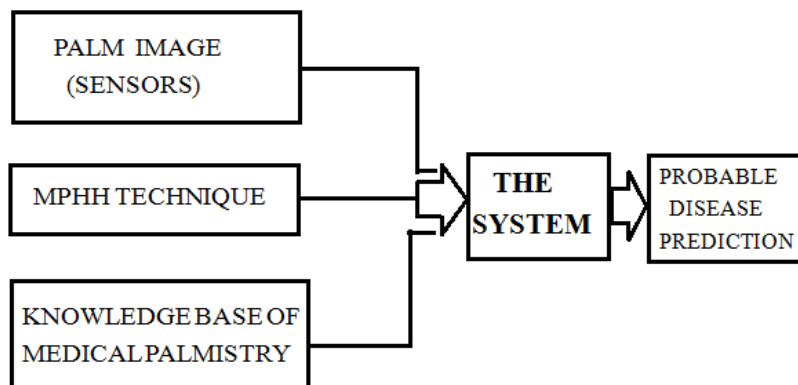 PALM IMAGE
(SENSORS)
MPHH TECHNIQUE
KNOWLEDGE BASE OF
MEDICAL PALMISTRY
THE
SYSTEM
PROBABLE
DISEASE
PREDICTION